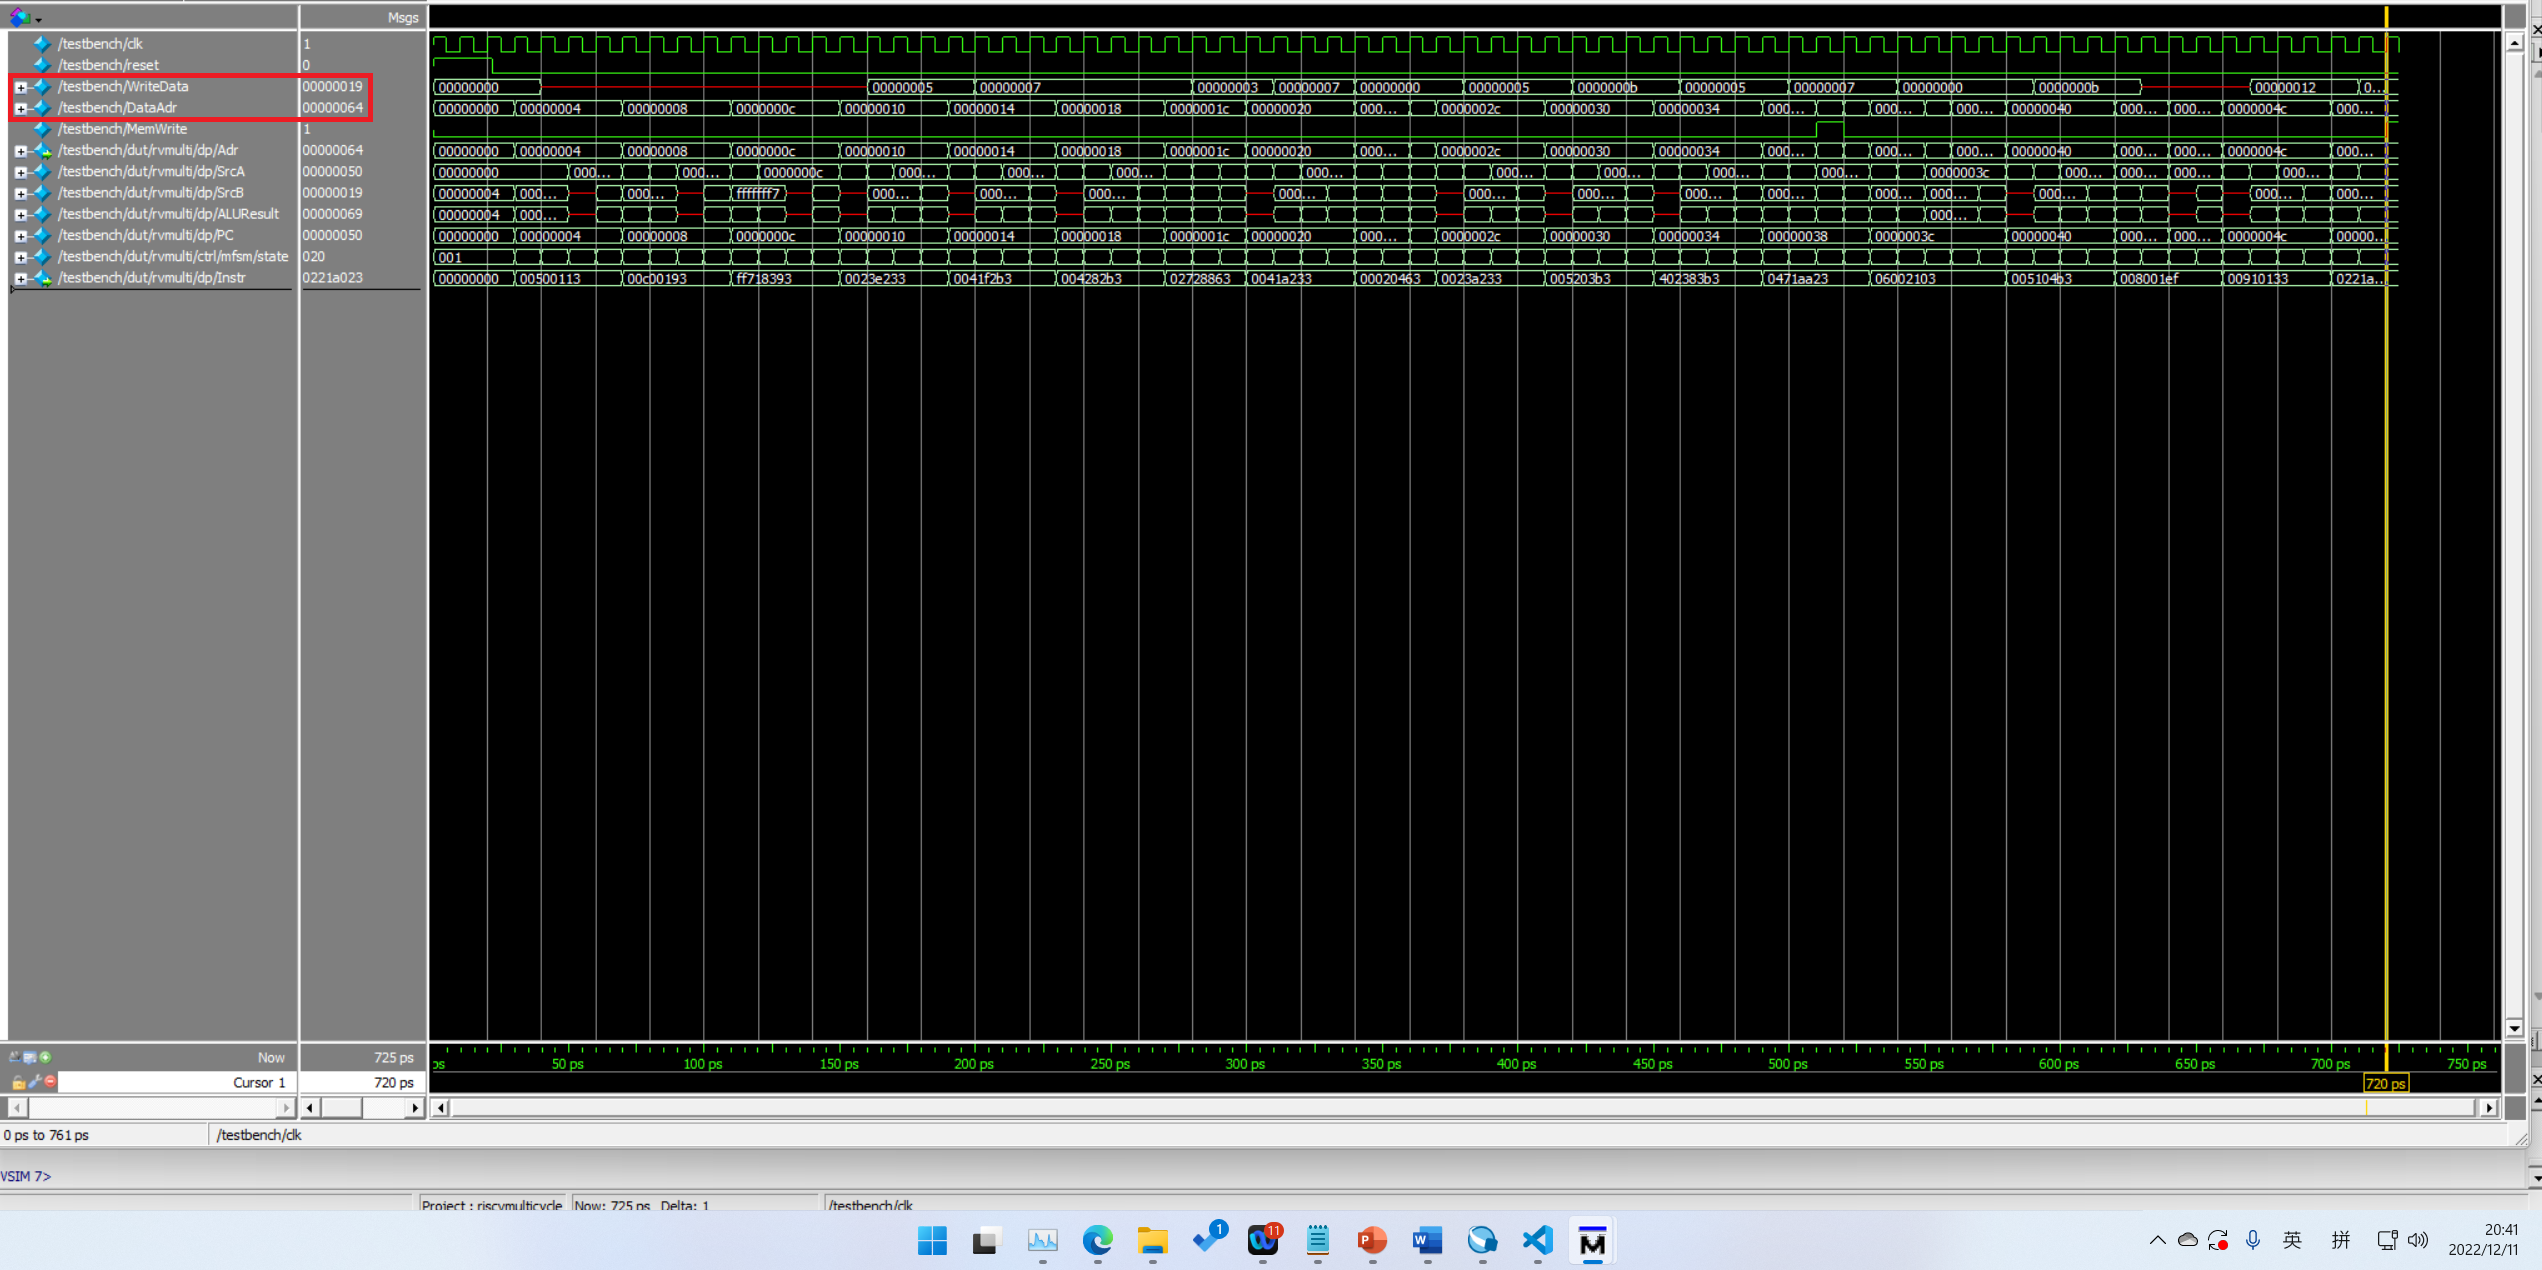 Msgs
/testbench/clk 1
/testbench/reset 0
/testbench/WriteData 00000019 00000000 00000005 00000007 00000003 00000007 00000000 00000005 0000000b 00000005 00000007 00000000 0000000b 00000012 0...
/testbench/DataAdr 00000064 00000000 00000004 00000008 0000000c 00000010 00000014 00000018 0000001c 00000020 000... 0000002c 00000030 00000034 000... 000... 000... 00000040 000... 000... 0000004c 000...
/testbench/MemWrite 1
/testbench/dut/rvmulti/dp/Adr 00000064 00000000 00000004 00000008 0000000c 00000010 00000014 00000018 0000001c 00000020 000... 0000002c 00000030 00000034 000... 000... 000... 00000040 000... 000... 0000004c 000...
/testbench/dut/rvmulti/dp/SrcA 00000050 00000000 000... 000... 0000000c 000... 000... 000... 000... 000... 000... 000... 000... 0000003c 000... 000... 000... 000...
/testbench/dut/rvmulti/dp/SrcB 00000019 00000004 000... 000... fffffff7 000... 000... 000... 000... 000... 000... 000... 000... 000... 000... 000... 000... 000...
/testbench/dut/rvmulti/dp/ALUResult 00000069 00000004 000... 000...
/testbench/dut/rvmulti/dp/PC 00000050 00000000 00000004 00000008 0000000c 00000010 00000014 00000018 0000001c 00000020 000... 0000002c 00000030 00000034 00000038 0000003c 00000040 000... 000... 0000004c 00000...
/testbench/dut/rvmulti/ctrl/mfsm/state 020 001
/testbench/dut/rvmulti/dp/Instr 0221a023 00000000 00500113 00c00193 ff718393 0023e233 0041f2b3 004282b3 02728863 0041a233 00020463 0023a233 005203b3 402383b3 0471aa23 06002103 005104b3 008001ef 00910133 0221a...
Now 725 ps ps 50 ps 100 ps 150 ps 200 ps 250 ps 300 ps 350 ps 400 ps 450 ps 500 ps 550 ps 600 ps 650 ps 700 ps 750 ps
Cursor 1 720 ps 720 ps
0 ps to 761 ps /testbench/clk
VSIM 7>
Project : riscvmulticycle Now: 725 ps Delta: 1 /testbench/clk
1
11
P
W
M
英 拼
20:41
2022/12/11